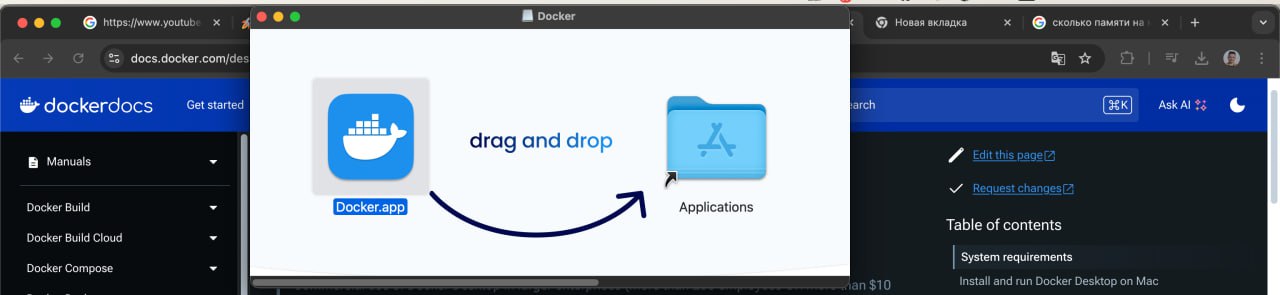 Docker
https://www.youtube
Новая вкладка
сколько памяти на
docs.docker.com/des
dockerdocs
Get started
earch
⌘K
Ask AI
Manuals
Docker Build
Docker Build Cloud
Docker Compose
drag and drop
Docker.app
Applications
Edit this page
Request changes
Table of contents
System requirements
Install and run Docker Desktop on Mac
than $10